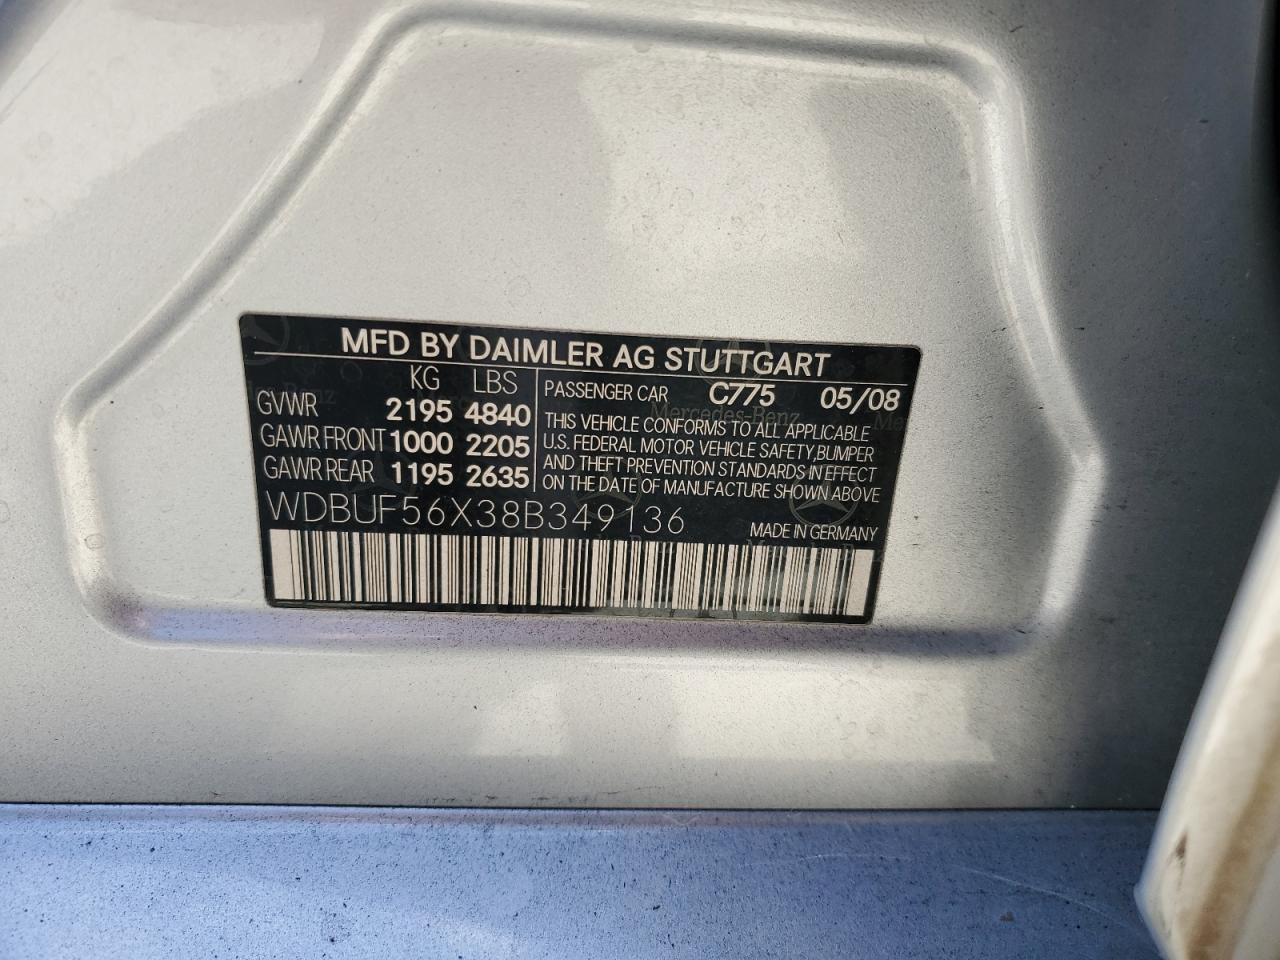 MFD BY DAIMLER AG STUTTGART
KG LBS
GVWR 2195 4840
GAWR FRONT 1000 2205
GAWR REAR 1195 2635
PASSENGER CAR C775 05/08
THIS VEHICLE CONFORMS TO ALL APPLICABLE
U.S. FEDERAL MOTOR VEHICLE SAFETY, BUMPER
AND THEFT PREVENTION STANDARDS IN EFFECT
ON THE DATE OF MANUFACTURE SHOWN ABOVE
WDBUF56X38B349136
MADE IN GERMANY
Mercedes-Benz